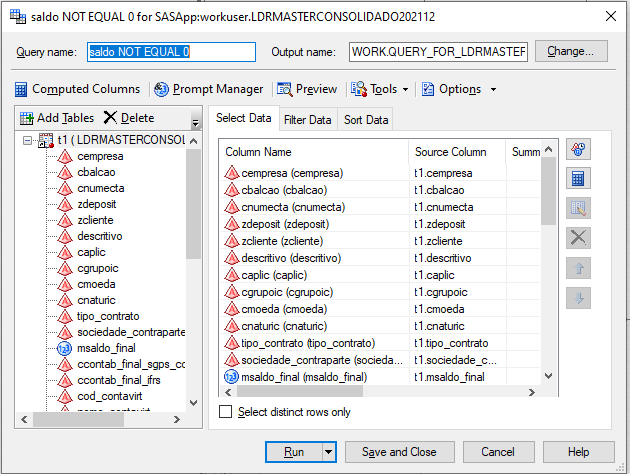 saldo NOT EQUAL 0 for SASApp:workuser.LDRMASTERCONSOLIDADO202112
Query name: saldo NOT EQUAL 0 Output name: WORK.QUERY_FOR_LDRMASTEF Change...
Computed Columns Prompt Manager Preview Tools Options
Add Tables Delete
t1 ( LDRMASTERCONSOL
cempresa
cbalcao
cnumecta
zdeposit
zcliente
descritivo
caplic
cgrupoic
cmoeda
cnaturic
tipo_contrato
sociedade_contraparte
msaldo_final
ccontab_final_sgps_cc
ccontab_final_ifrs
cod_contavirt
Select Data Filter Data Sort Data
Column Name Source Column Summ
cempresa (cempresa) t1.cempresa
cbalcao (cbalcao) t1.cbalcao
cnumecta (cnumecta) t1.cnumecta
zdeposit (zdeposit) t1.zdeposit
zcliente (zcliente) t1.zcliente
descritivo (descritivo) t1.descritivo
caplic (caplic) t1.caplic
cgrupoic (cgrupoic) t1.cgrupoic
cmoeda (cmoeda) t1.cmoeda
cnaturic (cnaturic) t1.cnaturic
tipo_contrato (tipo_contrato) t1.tipo_contrato
sociedade_contraparte (socieda... t1.sociedade_c...
msaldo_final (msaldo_final) t1.msaldo_final
Select distinct rows only
Run Save and Close Cancel Help